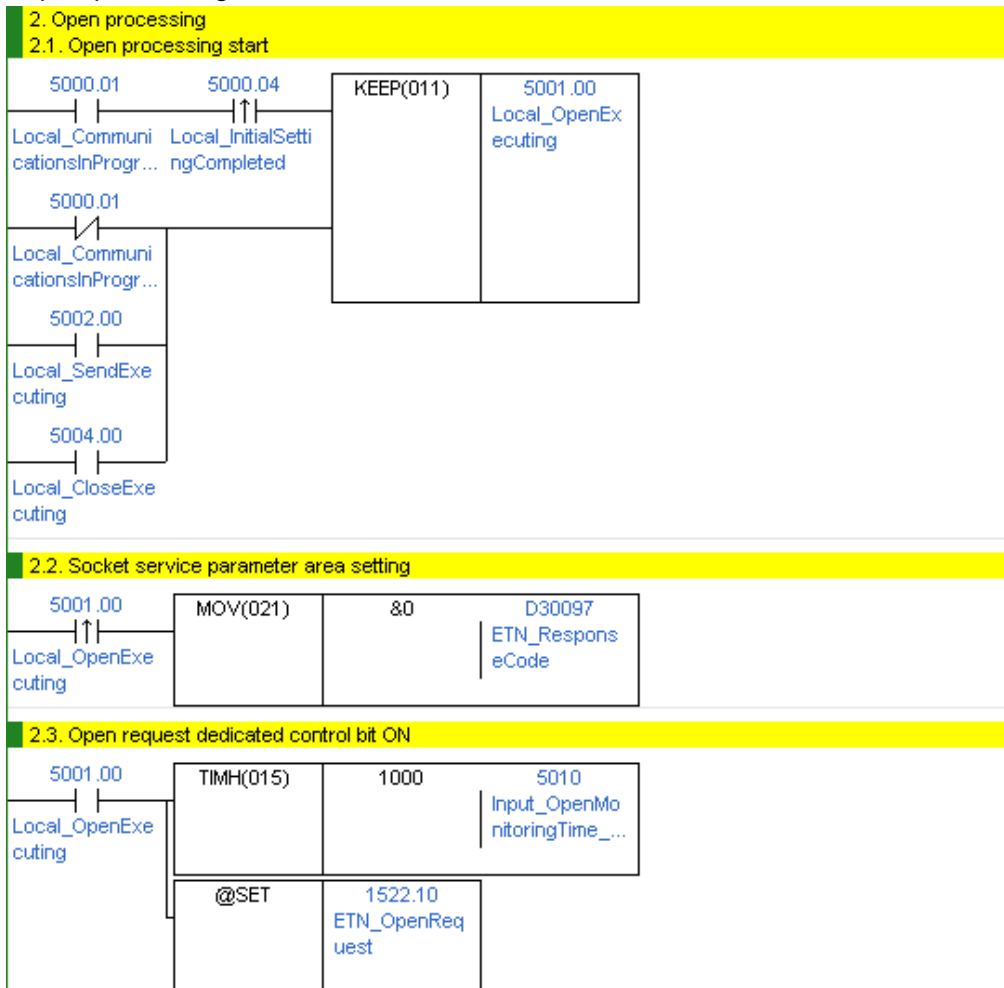 2. Open processing
2.1. Open processing start
5000.01
5000.04
KEEP(011)
5001.00
Local_OpenEx
ecuting
Local_Communi
cationsInProgr...
Local_InitialSetti
ngCompleted
5000.01
Local_Communi
cationsInProgr...
5002.00
Local_SendExe
cuting
5004.00
Local_CloseExe
cuting
2.2. Socket service parameter area setting
5001.00
MOV(021)
&0
D30097
ETN_Respons
eCode
Local_OpenExe
cuting
2.3. Open request dedicated control bit ON
5001.00
TIMH(015)
1000
5010
Input_OpenMo
nitoringTime_...
Local_OpenExe
cuting
@SET
1522.10
ETN_OpenReq
uest